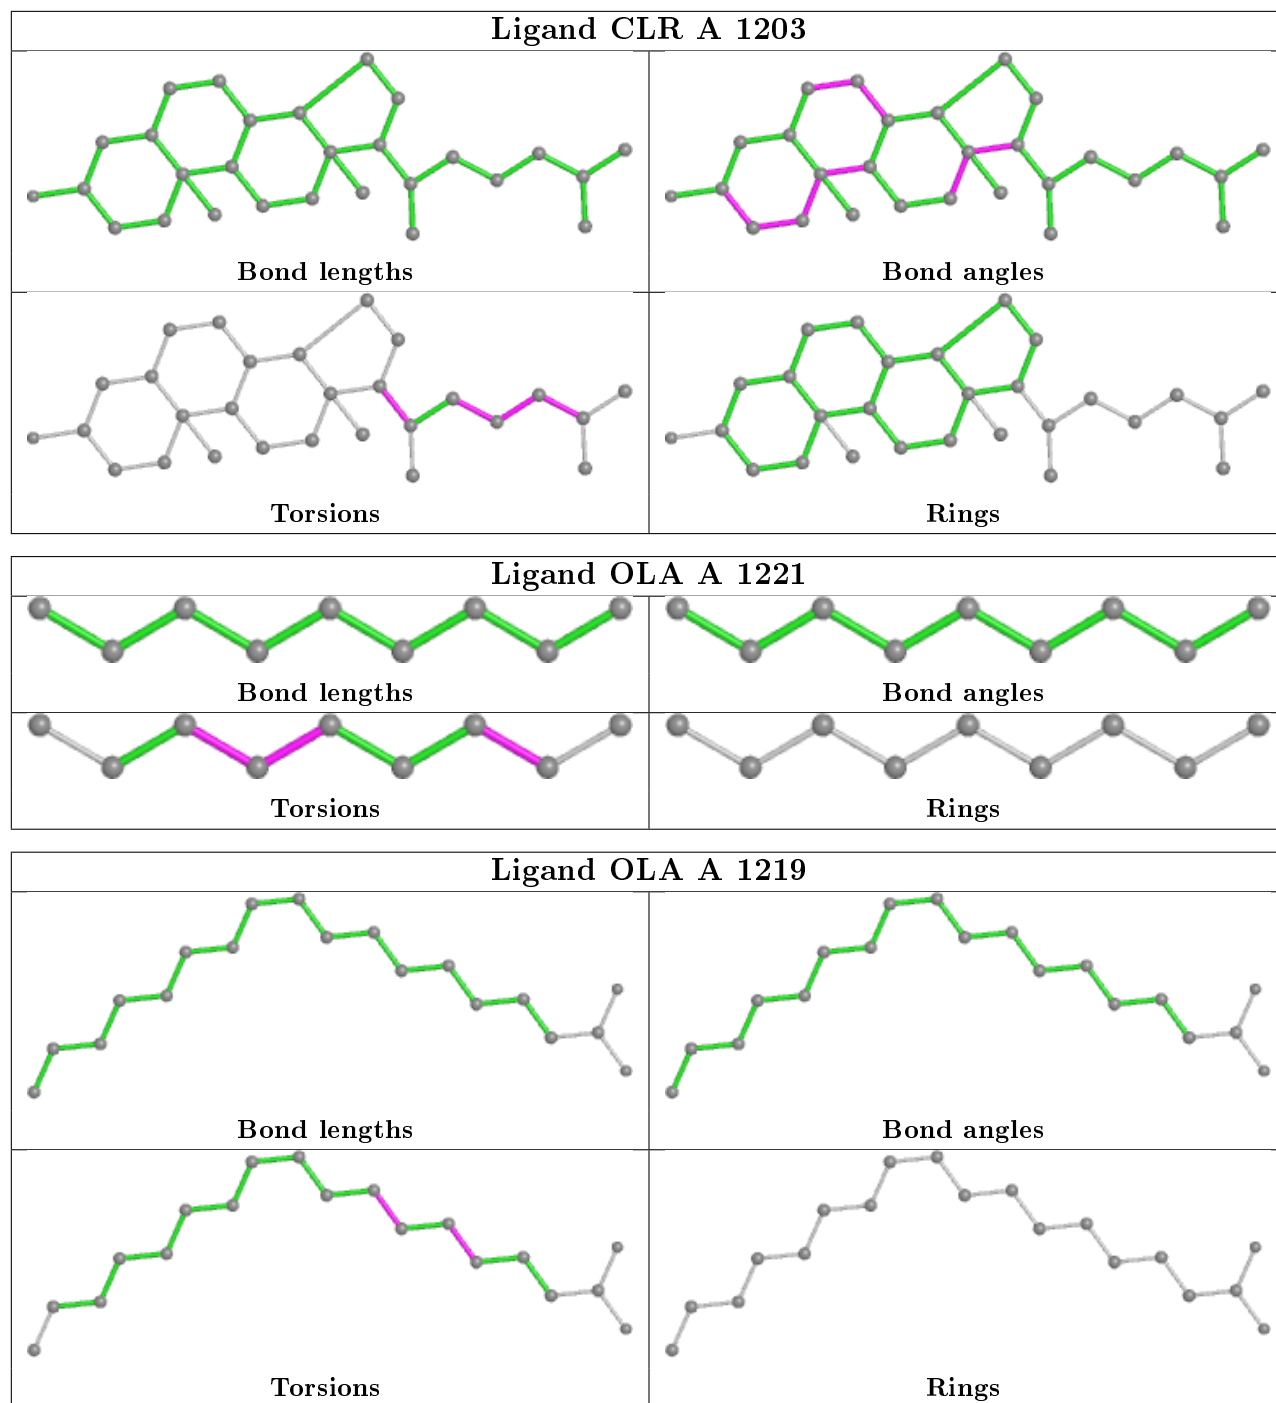 Ligand CLR A 1203
Bond lengths
Bond angles
Torsions
Rings
Ligand OLA A 1221
Bond lengths
Bond angles
Torsions
Rings
Ligand OLA A 1219
Bond lengths
Bond angles
Torsions
Rings